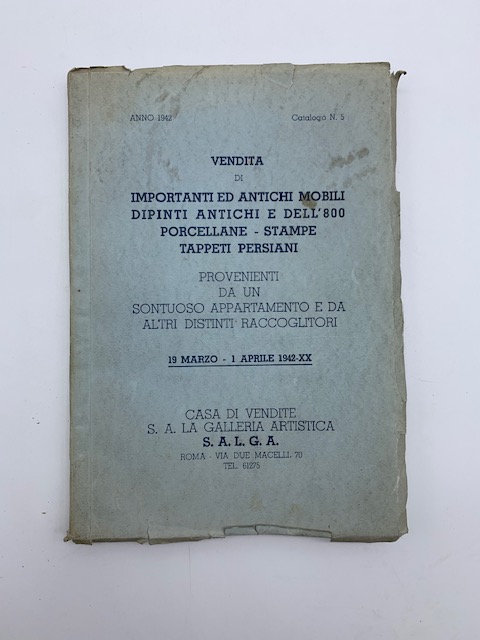 ANNO 1942 Catalogo N. 5
VENDITA
DI
IMPORTANTI ED ANTICHI MOBILI
DIPINTI ANTICHI E DELL'800
PORCELLANE - STAMPE
TAPPETI PERSIANI
PROVENIENTI
DA UN
SONTUOSO APPARTAMENTO E DA
ALTRI DISTINTI RACCOGLITORI
19 MARZO - 1 APRILE 1942-XX
CASA DI VENDITE
S. A. LA GALLERIA ARTISTICA
S. A. L. G. A.
ROMA - VIA DUE MACELLI, 70
TEL. 61275